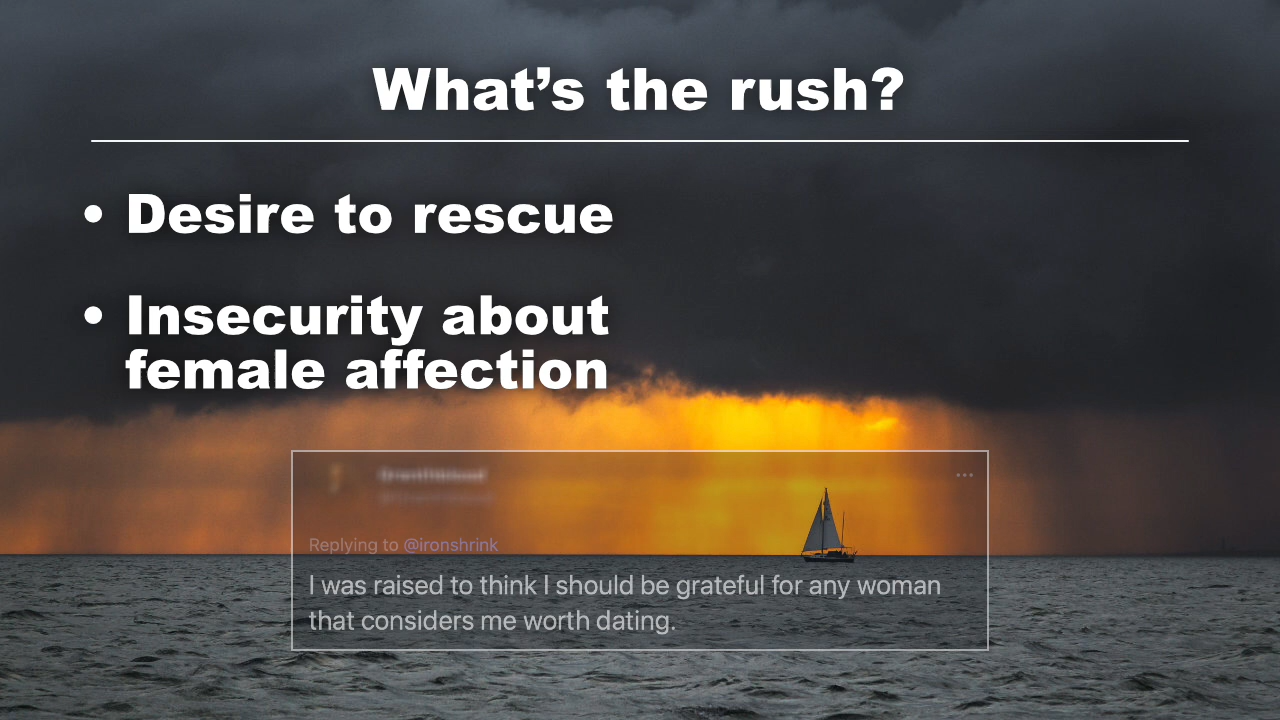 What’s the rush?
• Desire to rescue
• Insecurity about
female affection
Replying to @ironshrink
I was raised to think I should be grateful for any woman
that considers me worth dating.